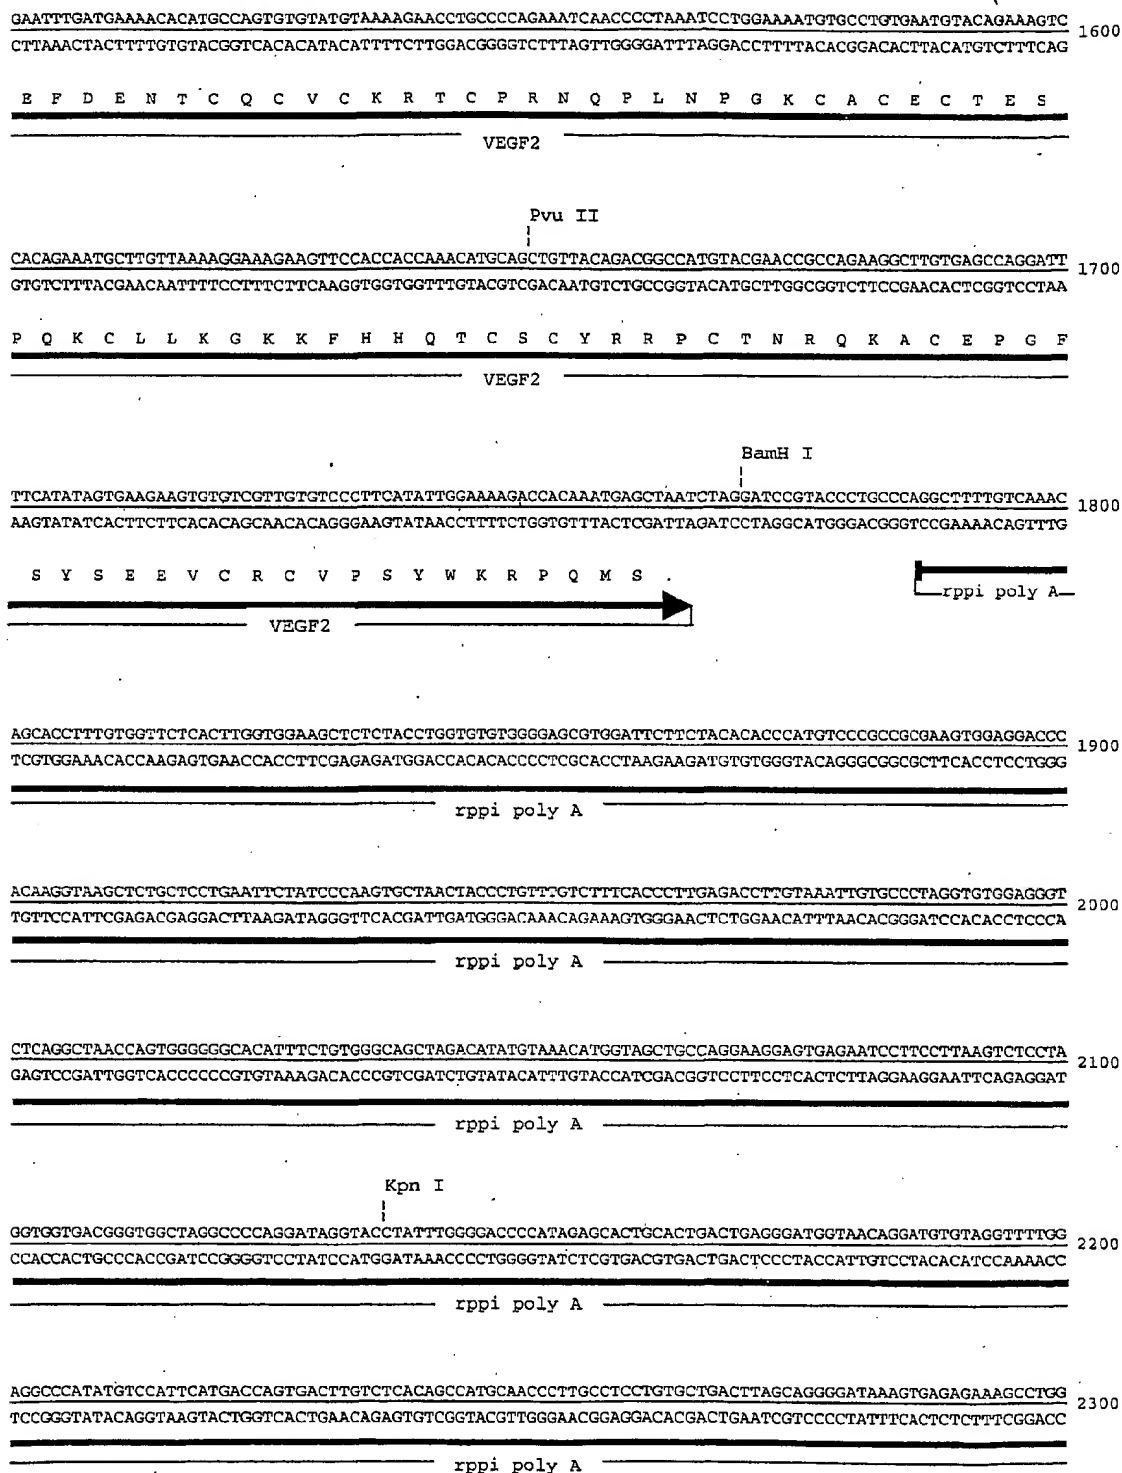 GAATTTGATGAAAACACATGCCAGTGTGTATGTAAAAGAACCTGCCCCAGAAATCAACCCCTAAATCCTGGAAAATGTGCCTGTGAATGTACAGAAAGTC 1600
CTTAAACTACTTTTGTGTACGGTCACACATACATTTTCTTGGACGGGGTCTTTAGTTGGGGATTTAGGACCTTTTACACGGACACTTACATGTCTTTCAG
E F D E N T C Q C V C K R T C P R N Q P L N P G K C A C E C T E S
VEGF2
Pvu II
CACAGAAATGCTTGTTAAAAGGAAAGAAGTTCCACCACCAAACATGCAGCTGTTACAGACGGCCATGTACGAACCGCCAGAAGGCTTGTGAGCCAGGATT 1700
GTGTCTTTACGAACAATTTTCCTTTCTTCAAGGTGGTGGTTTGTACGTCGACAATGTCTGCCGGTACATGCTTGGCGGTCTTCCGAACACTCGGTCCTAA
P Q K C L L K G K K F H H Q T C S C Y R R P C T N R Q K A C E P G F
VEGF2
BamH I
TTCATATAGTGAAGAAGTGTGTCGTTGTGTCCCTTCATATTGGAAAAGACCACAAATGAGCTAATCTAGGATCCGTACCCTGCCCAGGCTTTTGTCAAAC 1800
AAGTATATCACTTCTTCACACAGCAACACAGGGAAGTATAACCTTTTCTGGTGTTTACTCGATTAGATCCTAGGCATGGGACGGGTCCGAAAACAGTTTG
S Y S E E V C R C V P S Y W K R P Q M S .
rppi poly A
VEGF2
AGCACCTTTGTGGTTCTCACTTGGTGGAAGCTCTCTACCTGGTGTGTGGGGAGCGTGGATTCTTCTACACACCCATGTCCCGCCGCGAAGTGGAGGACCC 1900
TCGTGGAAACACCAAGAGTGAACCACCTTCGAGAGATGGACCACACACCCCTCGCACCTAAGAAGATGTGTGGGTACAGGGCGGCGCTTCACCTCCTGGG
rppi poly A
ACAAGGTAAGCTCTGCTCCTGAATTCTATCCCAAGTGCTAACTACCCTGTTTGTCTTTCACCCTTGAGACCTTGTAAATTGTGCCCTAGGTGTGGAGGGT 2000
TGTTCCATTCGAGACGAGGACTTAAGATAGGGTTCACGATTGATGGGACAAACAGAAAGTGGGAACTCTGGAACATTTAACACGGGATCCACACCTCCCA
rppi poly A
CTCAGGCTAACCAGTGGGGGGCACATTTCTGTGGGCAGCTAGACATATGTAAACATGGTAGCTGCCAGGAAGGAGTGAGAATCCTTCCTTAAGTCTCCTA 2100
GAGTCCGATTGGTCACCCCCCGTGTAAAGACACCCGTCGATCTGTATACATTTGTACCATCGACGGTCCTTCCTCACTCTTAGGAAGGAATTCAGAGGAT
rppi poly A
Kpn I
GGTGGTGACGGGTGGCTAGGCCCCAGGATAGGTACCTATTTGGGGACCCCATAGAGCACTGCACTGACTGAGGGATGGTAACAGGATGTGTAGGTTTTGG 2200
CCACCACTGCCCACCGATCCGGGGTCCTATCCATGGATAAACCCCTGGGGTATCTCGTGACGTGACTGACTCCCTACCATTGTCCTACACATCCAAAACC
rppi poly A
AGGCCCATATGTCCATTCATGACCAGTGACTTGTCTCACAGCCATGCAACCCTTGCCTCCTGTGCTGACTTAGCAGGGGATAAAGTGAGAGAAAGCCTGG 2300
TCCGGGTATACAGGTAAGTACTGGTCACTGAACAGAGTGTCGGTACGTTGGGAACGGAGGACACGACTGAATCGTCCCCTATTTCACTCTCTTTCGGACC
rppi poly A